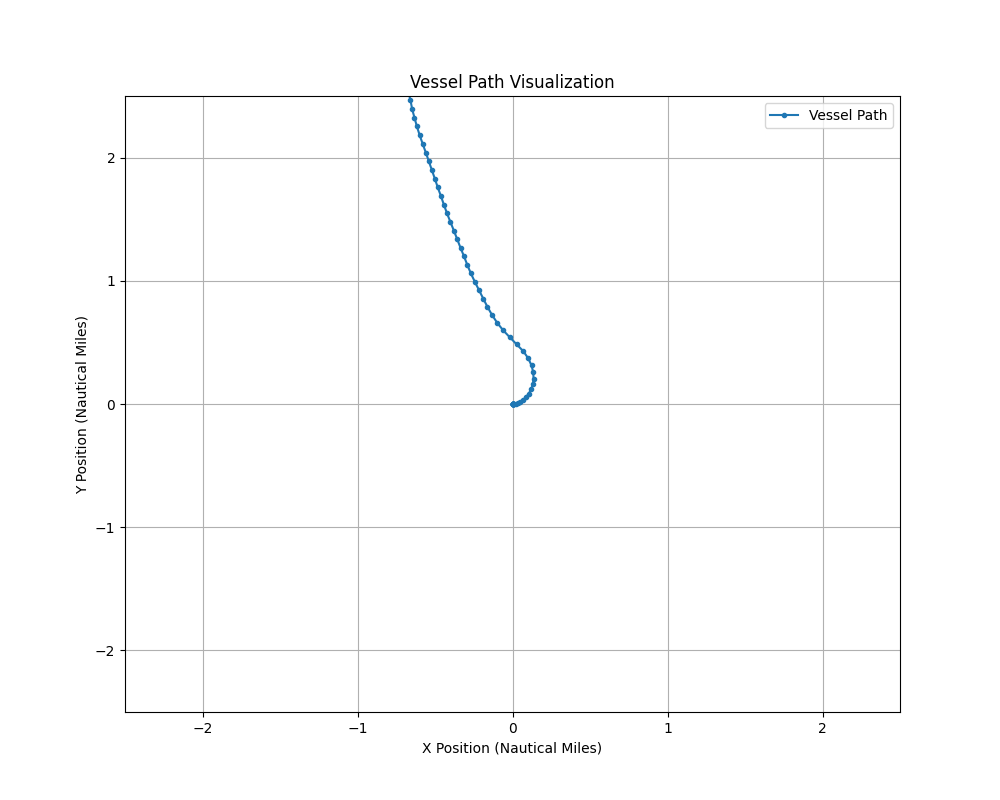 Vessel Path Visualization
Vessel Path
2
1
0
−1
−2
Y Position (Nautical Miles)
−2
−1
0
1
2
X Position (Nautical Miles)